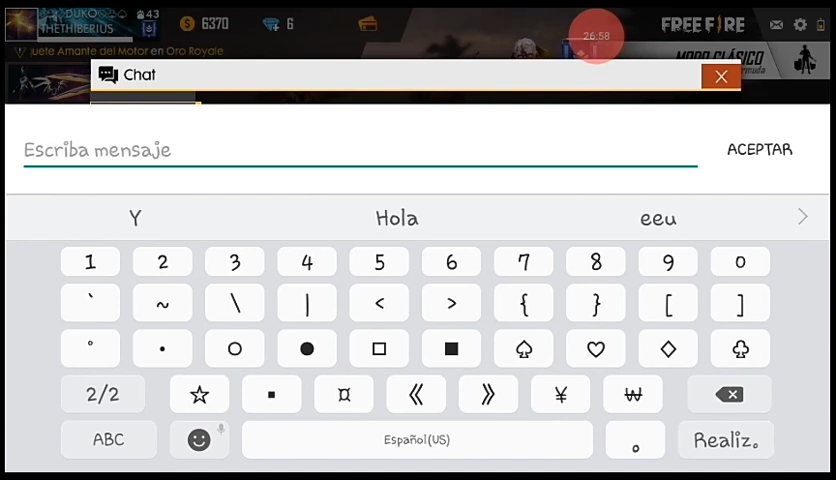 DUKO
THETHIBERIUS
43
6370
6
26:58
FREE FIRE
uete Amante del Motor en Oro Royale
MODO CLÁSICO
Chat
Escriba mensaje
ACEPTAR
Y Hola eeu
1 2 3 4 5 6 7 8 9 0
` ~ \ | < > { } [ ]
° • ○ ● □ ■ ♤ ♡ ◇ ♧
2/2 ☆ ▪ ¤ 《 》 ¥ ₩
ABC Español(US) . Realiz.